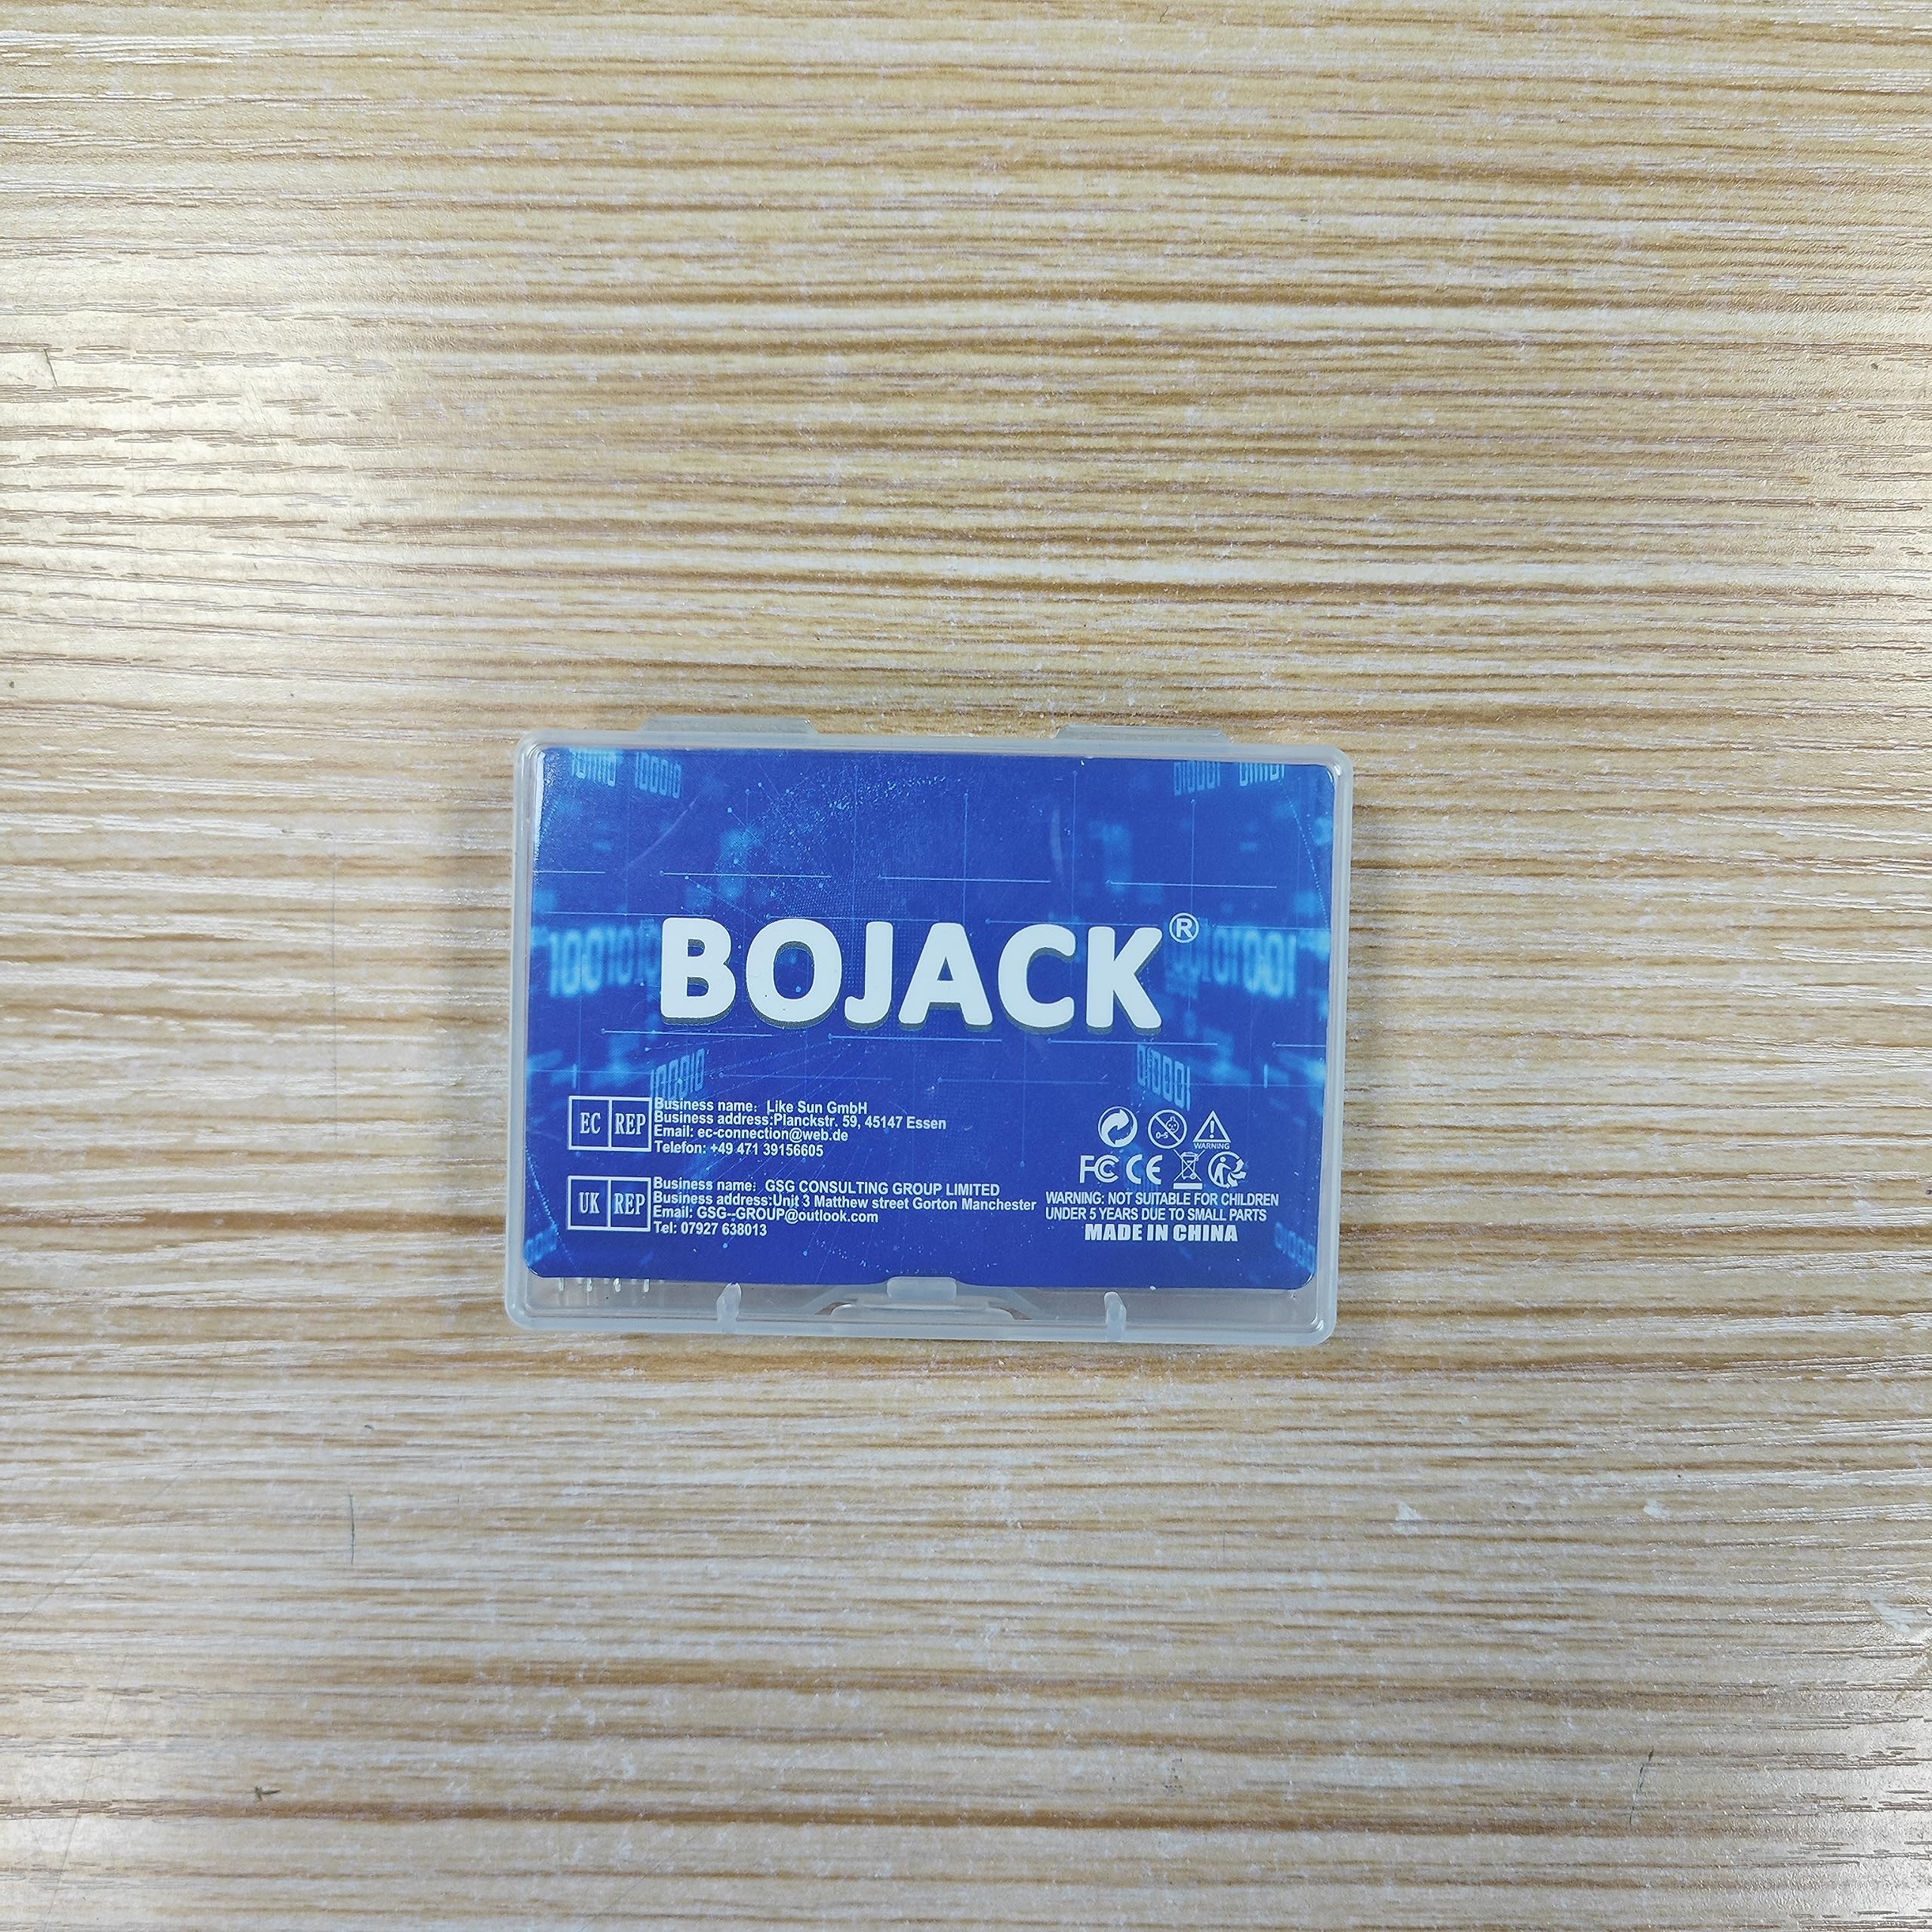 BOJACK®
EC REP
Business name: Like Sun GmbH
Business address:Planckstr. 59, 45147 Essen
Email: ec-connection@web.de
Telefon: +49 471 39156605
UK REP
Business name: GSG CONSULTING GROUP LIMITED
Business address:Unit 3 Matthew street Gorton Manchester
Email: GSG--GROUP@outlook.com
Tel: 07927 638013
0-5
WARNING
FC CE
WARNING: NOT SUITABLE FOR CHILDREN
UNDER 5 YEARS DUE TO SMALL PARTS
MADE IN CHINA